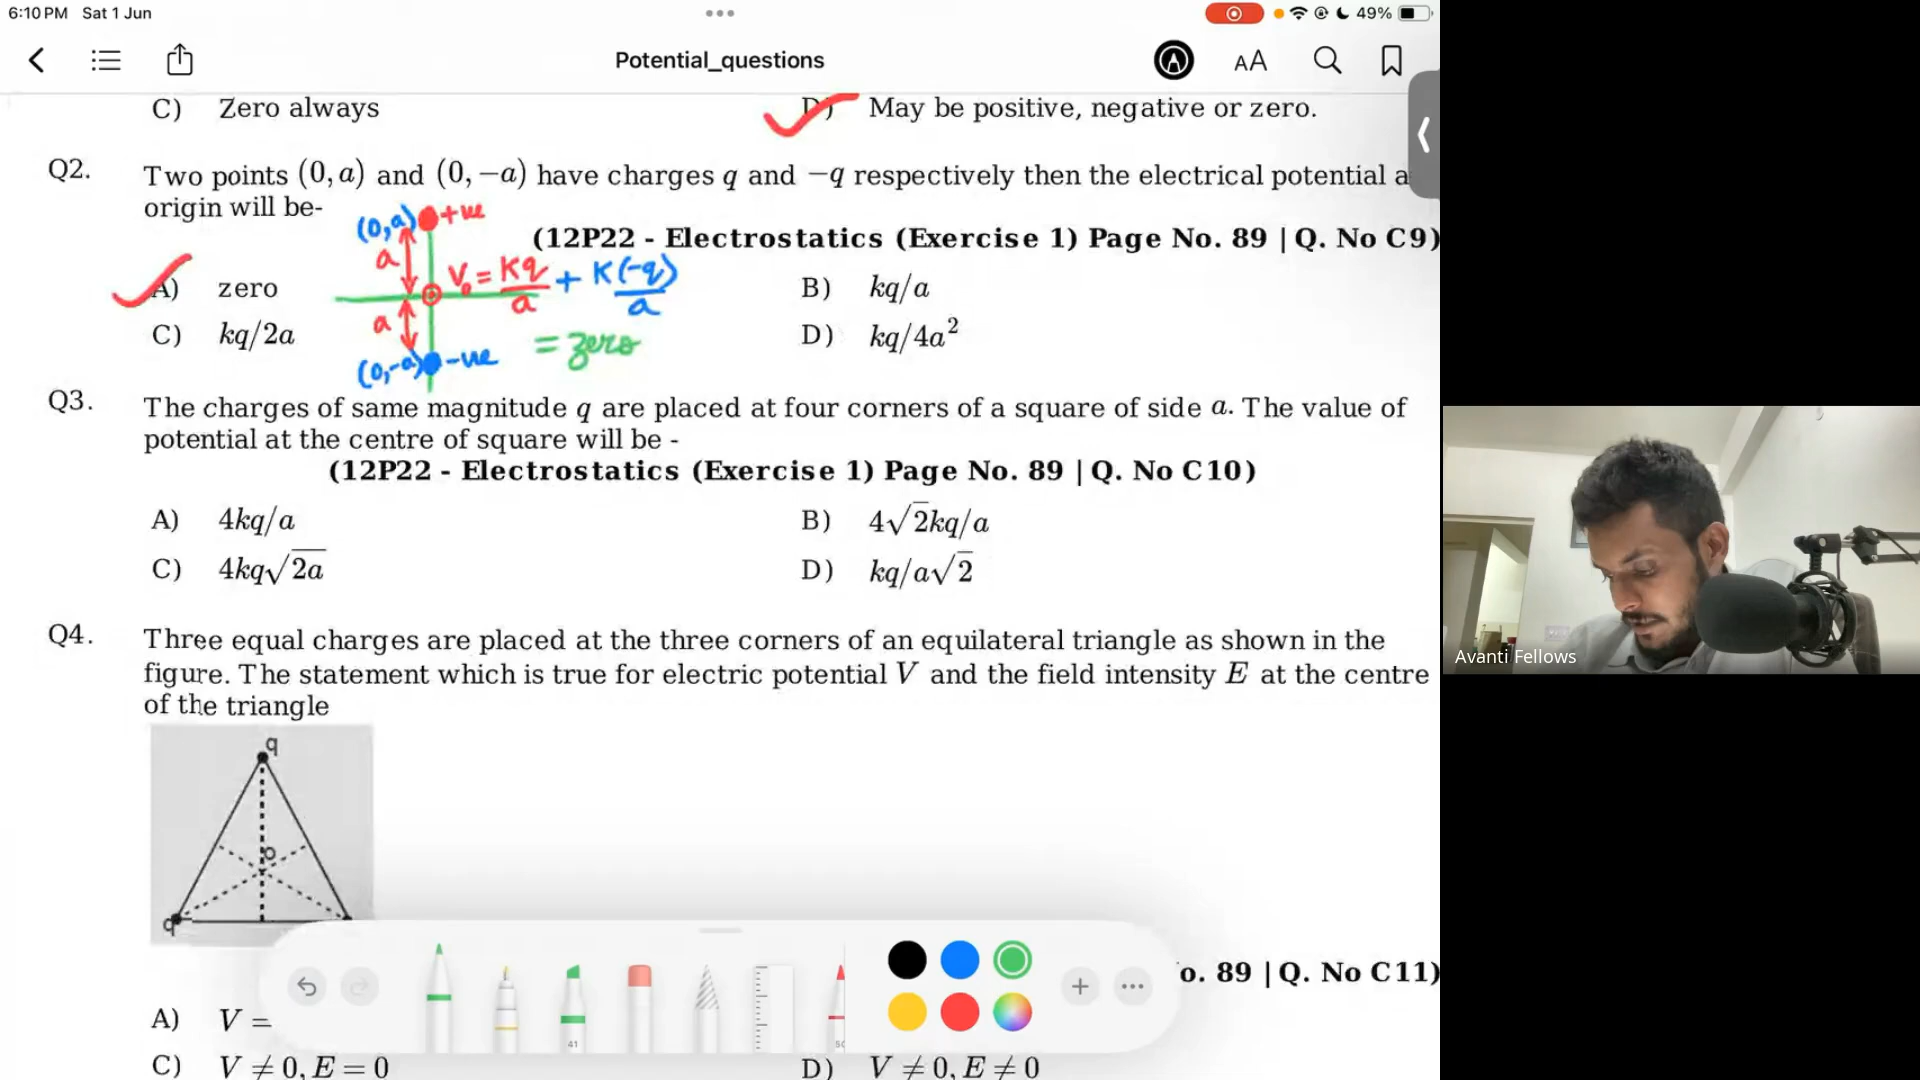 6:10 PM Sat 1 Jun
49%
Potential_questions
AA
C) Zero always
D) May be positive, negative or zero.
Q2. Two points (0, a) and (0, −a) have charges q and −q respectively then the electrical potential a
origin will be-
(12P22 - Electrostatics (Exercise 1) Page No. 89 | Q. No C9)
(0,a) +ve
a
V₀ = Kq/a + K(-q)/a
= zero
a
(0,-a) -ve
A) zero
B) kq/a
C) kq/2a
D) kq/4a²
Q3. The charges of same magnitude q are placed at four corners of a square of side a. The value of
potential at the centre of square will be -
(12P22 - Electrostatics (Exercise 1) Page No. 89 | Q. No C10)
A) 4kq/a
B) 4√2kq/a
C) 4kq√2a
D) kq/a√2
Q4. Three equal charges are placed at the three corners of an equilateral triangle as shown in the
figure. The statement which is true for electric potential V and the field intensity E at the centre
of the triangle
q
o
q
o. 89 | Q. No C11)
A) V =
C) V ≠ 0, E = 0
D) V ≠ 0, E ≠ 0
41
Avanti Fellows